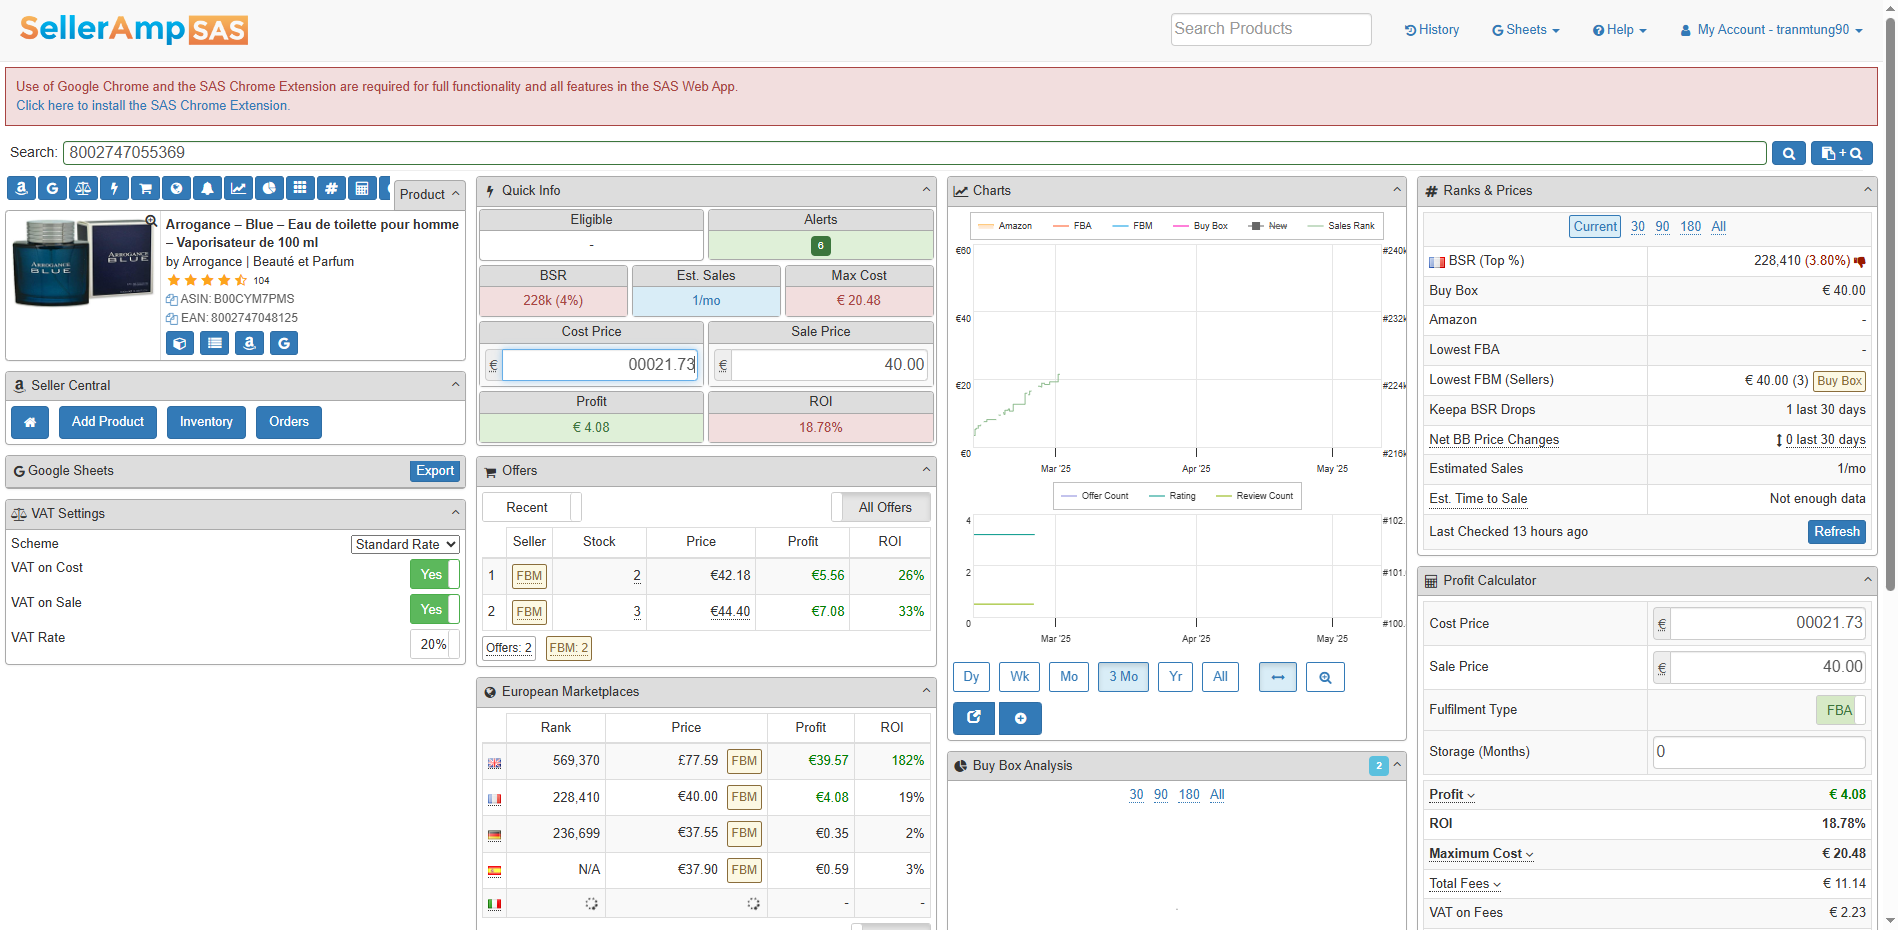 SellerAmp SAS
Search Products
History
Sheets
Help
My Account - tranmtung90
Use of Google Chrome and the SAS Chrome Extension are required for full functionality and all features in the SAS Web App.
Click here to install the SAS Chrome Extension.
Search: 8002747055369
Product
ARROGANCE
BLUE
ARROGANCE
BLUE
Arrogance – Blue – Eau de toilette pour homme
– Vaporisateur de 100 ml
by Arrogance | Beauté et Parfum
104
ASIN: B00CYM7PMS
EAN: 8002747048125
Seller Central
Add Product
Inventory
Orders
Google Sheets
Export
VAT Settings
Scheme Standard Rate
VAT on Cost Yes
VAT on Sale Yes
VAT Rate 20%
Quick Info
Eligible
-
Alerts
6
BSR
228k (4%)
Est. Sales
1/mo
Max Cost
€ 20.48
Cost Price
€ 00021.73
Sale Price
€ 40.00
Profit
€ 4.08
ROI
18.78%
Offers
Recent
All Offers
Seller Stock Price Profit ROI
1 FBM 2 €42.18 €5.56 26%
2 FBM 3 €44.40 €7.08 33%
Offers: 2 FBM: 2
European Marketplaces
Rank Price Profit ROI
569,370 £77.59 FBM €39.57 182%
228,410 €40.00 FBM €4.08 19%
236,699 €37.55 FBM €0.35 2%
N/A €37.90 FBM €0.59 3%
- -
Charts
Amazon FBA FBM Buy Box New Sales Rank
€60 #240k
€40 #232k
€20 #224k
€0 #216k
Mar '25 Apr '25 May '25
Offer Count Rating Review Count
4 #102.
2 #101.
0 #100.
Mar '25 Apr '25 May '25
Dy Wk Mo 3 Mo Yr All
Buy Box Analysis 2
30 90 180 All
Ranks & Prices
Current 30 90 180 All
BSR (Top %) 228,410 (3.80%)
Buy Box € 40.00
Amazon -
Lowest FBA -
Lowest FBM (Sellers) € 40.00 (3) Buy Box
Keepa BSR Drops 1 last 30 days
Net BB Price Changes 0 last 30 days
Estimated Sales 1/mo
Est. Time to Sale Not enough data
Last Checked 13 hours ago Refresh
Profit Calculator
Cost Price € 00021.73
Sale Price € 40.00
Fulfilment Type FBA
Storage (Months) 0
Profit € 4.08
ROI 18.78%
Maximum Cost € 20.48
Total Fees € 11.14
VAT on Fees € 2.23